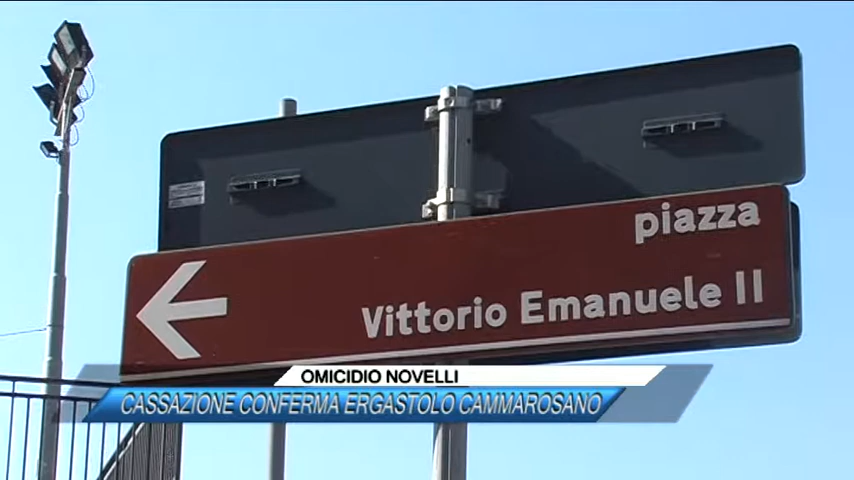 piazza
Vittorio Emanuele II
OMICIDIO NOVELLI
CASSAZIONE CONFERMA ERGASTOLO CAMMAROSANO